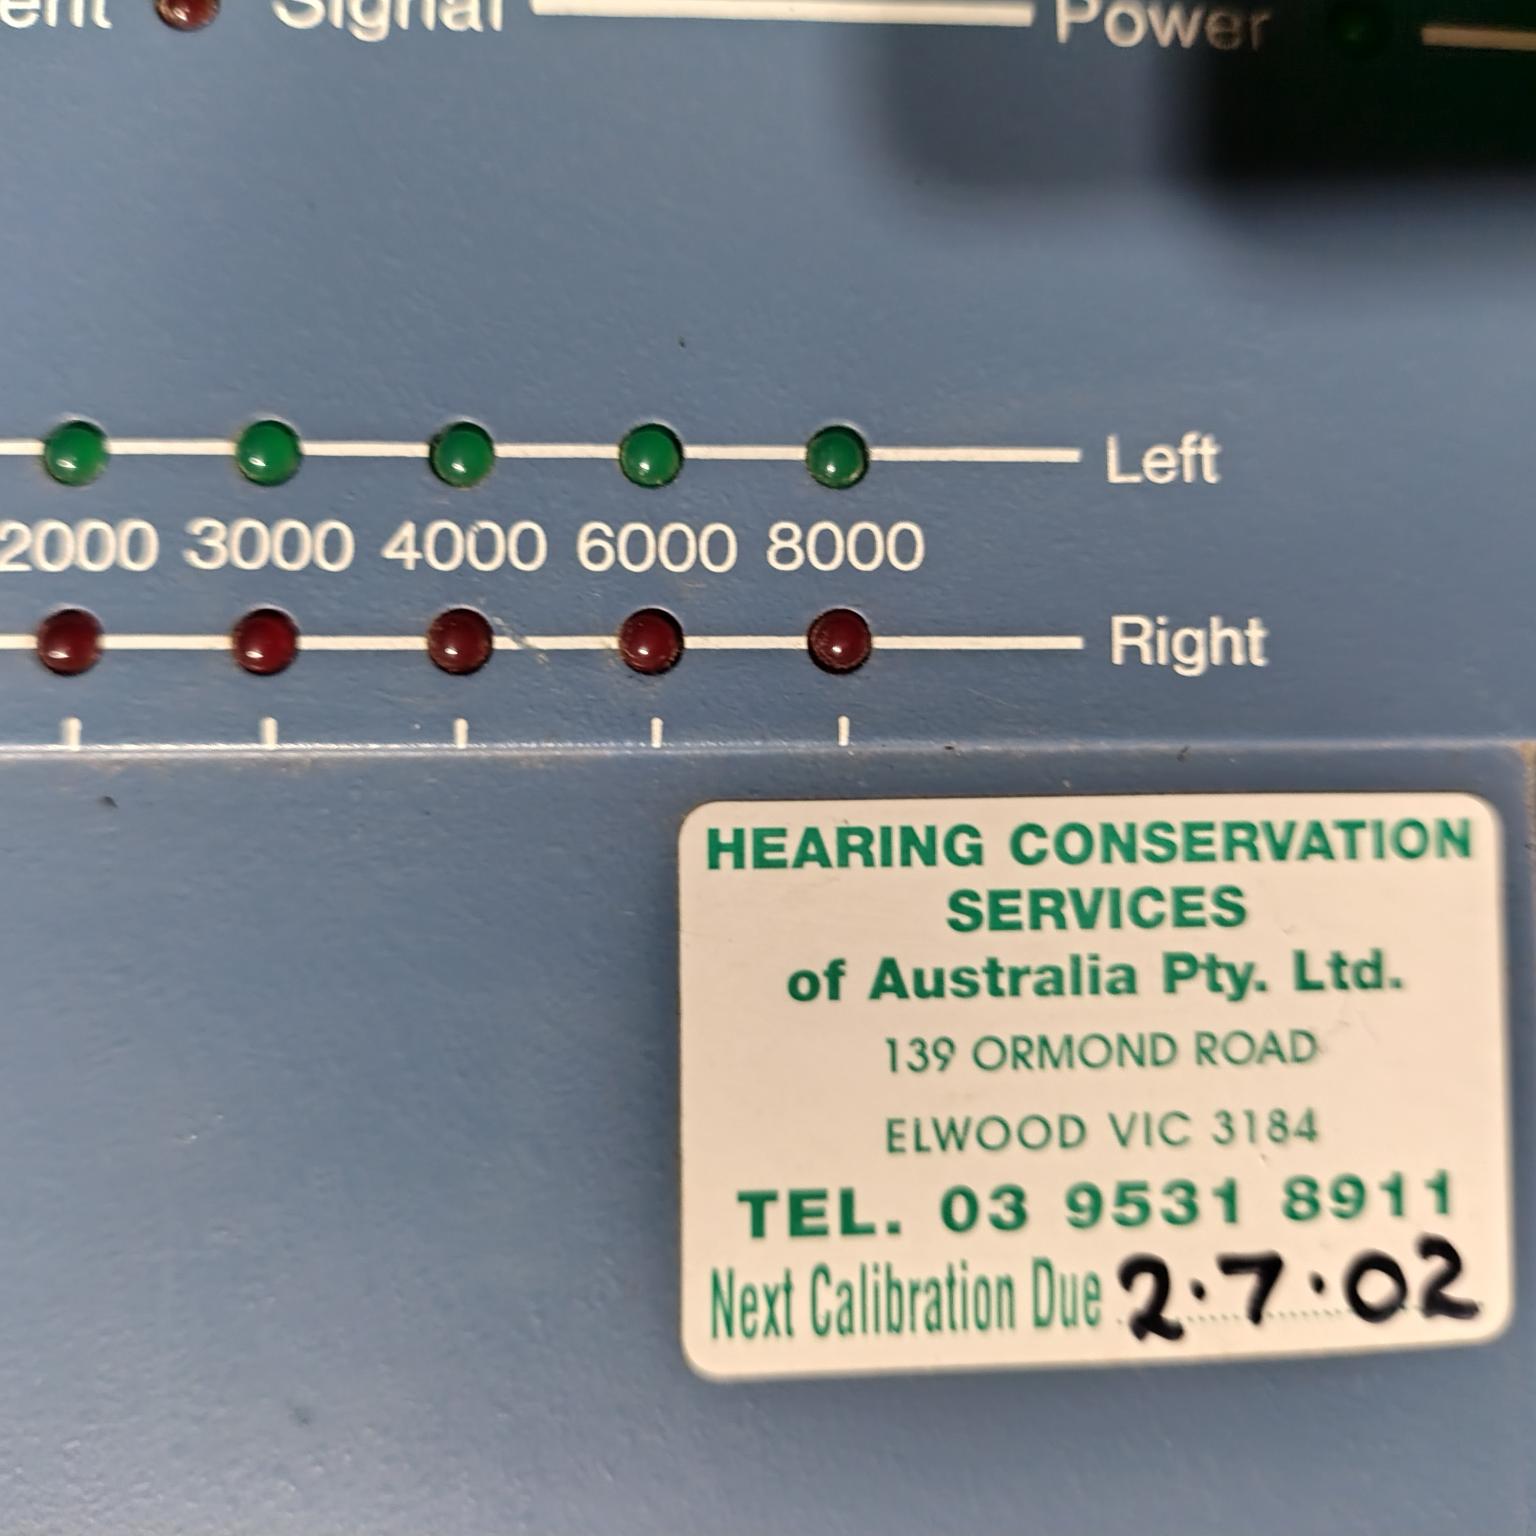 Signal Power
Left
2000 3000 4000 6000 8000
Right
HEARING CONSERVATION
SERVICES
of Australia Pty. Ltd.
139 ORMOND ROAD
ELWOOD VIC 3184
TEL. 03 9531 8911
Next Calibration Due 2.7.02